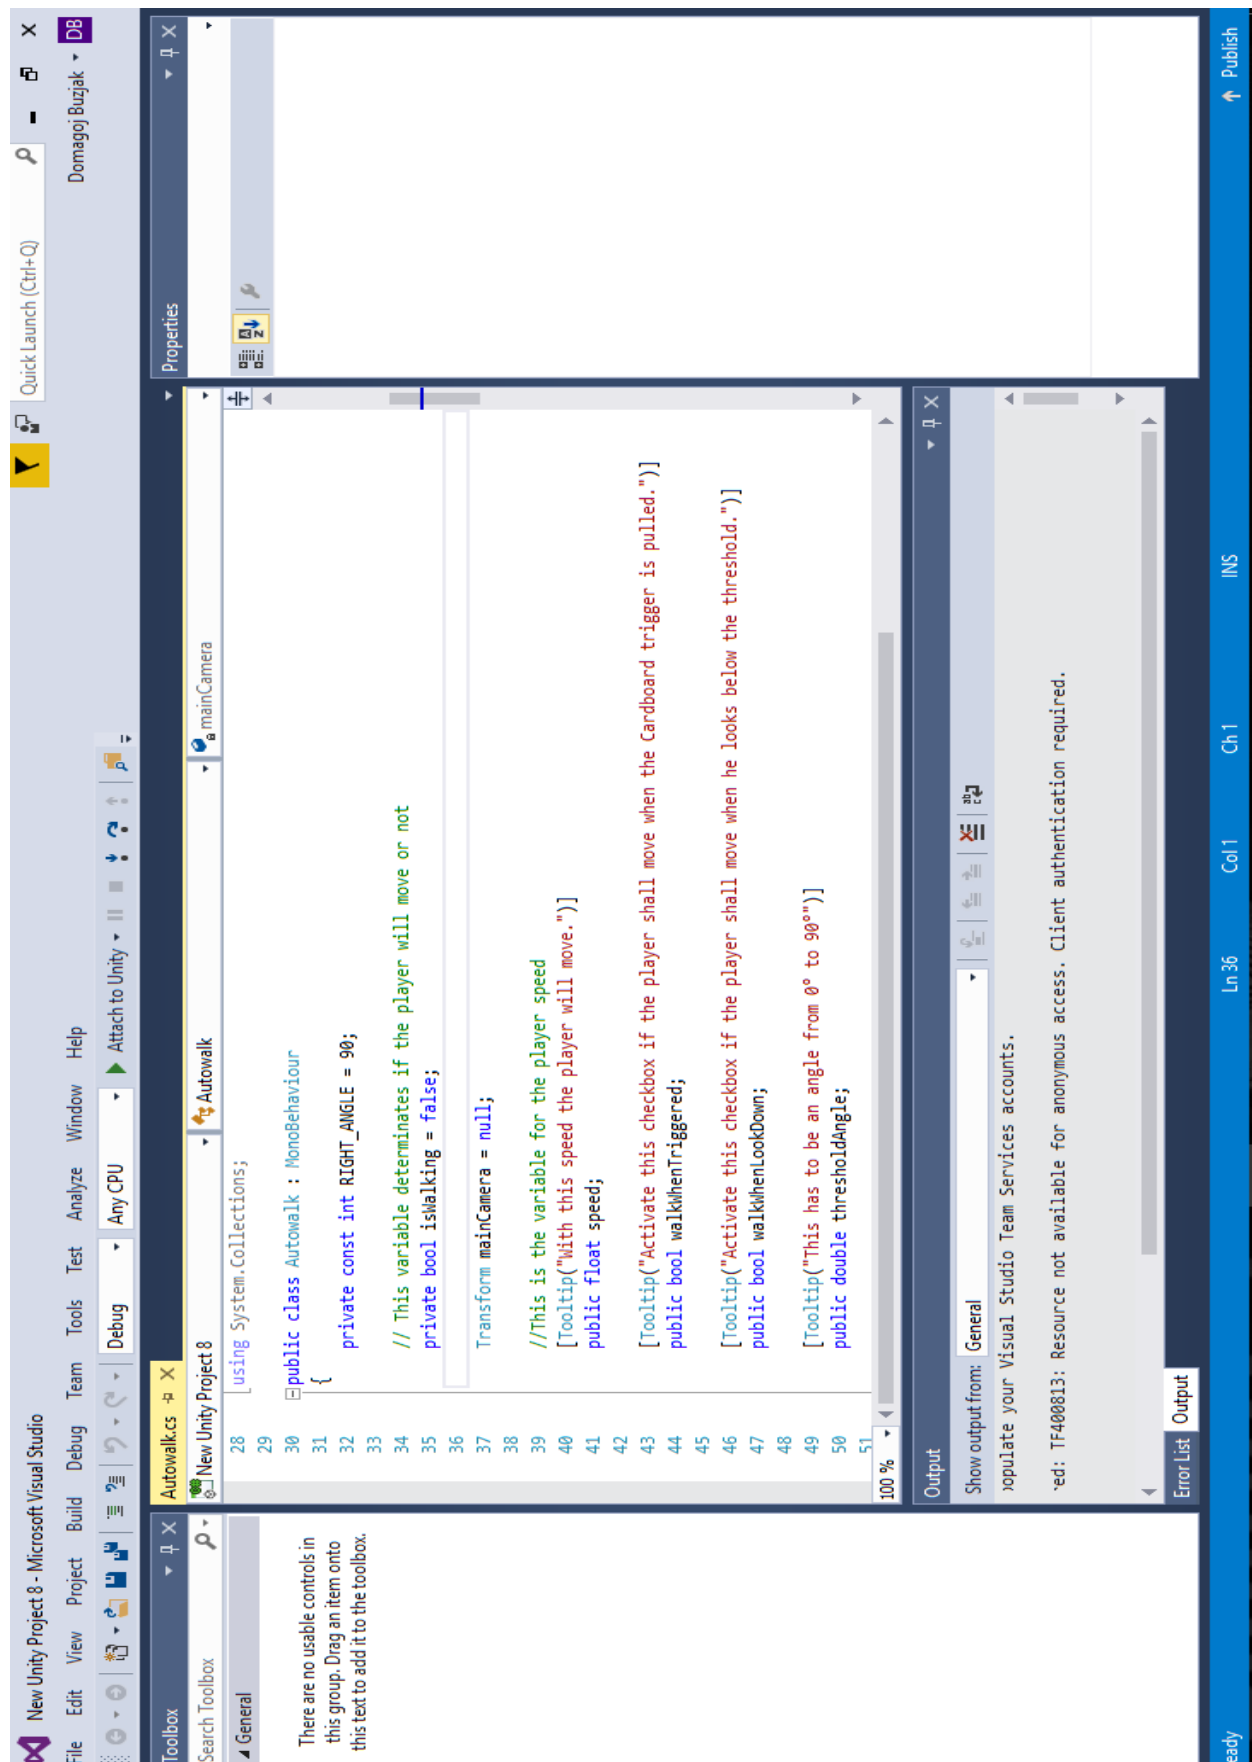 New Unity Project 8 - Microsoft Visual Studio
Quick Launch (Ctrl+Q)
File Edit View Project Build Debug Team Tools Test Analyze Window Help
Domagoj Buzjak DB
Debug Any CPU Attach to Unity
Toolbox
Search Toolbox
General
There are no usable controls in
this group. Drag an item onto
this text to add it to the toolbox.
Autowalk.cs
New Unity Project 8 Autowalk mainCamera
28 using System.Collections;
29
30 public class Autowalk : MonoBehaviour
31 {
32 private const int RIGHT_ANGLE = 90;
33
34 // This variable determinates if the player will move or not
35 private bool isWalking = false;
36
37 Transform mainCamera = null;
38
39 //This is the variable for the player speed
40 [Tooltip("With this speed the player will move.")]
41 public float speed;
42
43 [Tooltip("Activate this checkbox if the player shall move when the Cardboard trigger is pulled.")]
44 public bool walkWhenTriggered;
45
46 [Tooltip("Activate this checkbox if the player shall move when he looks below the threshold.")]
47 public bool walkWhenLookDown;
48
49 [Tooltip("This has to be an angle from 0° to 90°")]
50 public double thresholdAngle;
51
100 %
Output
Show output from: General
populate your Visual Studio Team Services accounts.
ed: TF400813: Resource not available for anonymous access. Client authentication required.
Error List Output
Properties
eady Ln 36 Col 1 Ch 1 INS Publish